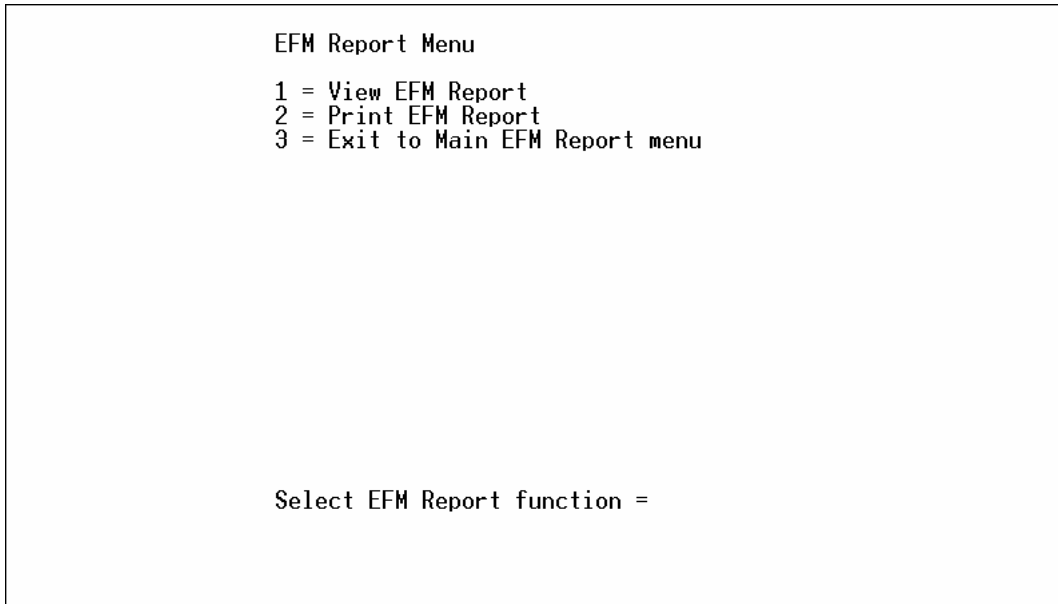 EFM Report Menu
1 = View EFM Report
2 = Print EFM Report
3 = Exit to Main EFM Report menu
Select EFM Report function =